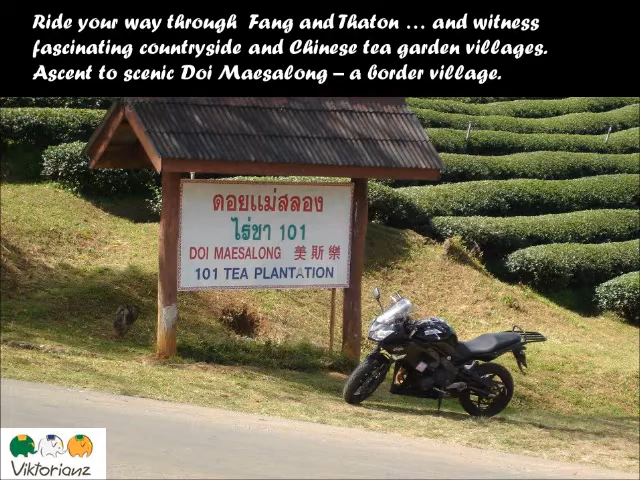 Ride your way through Fang and Thaton … and witness
fascinating countryside and Chinese tea garden villages.
Ascent to scenic Doi Maesalong – a border village.
ดอยแม่สลอง
ไร่ชา 101
DOI MAESALONG 美斯樂
101 TEA PLANTATION
Viktorianz